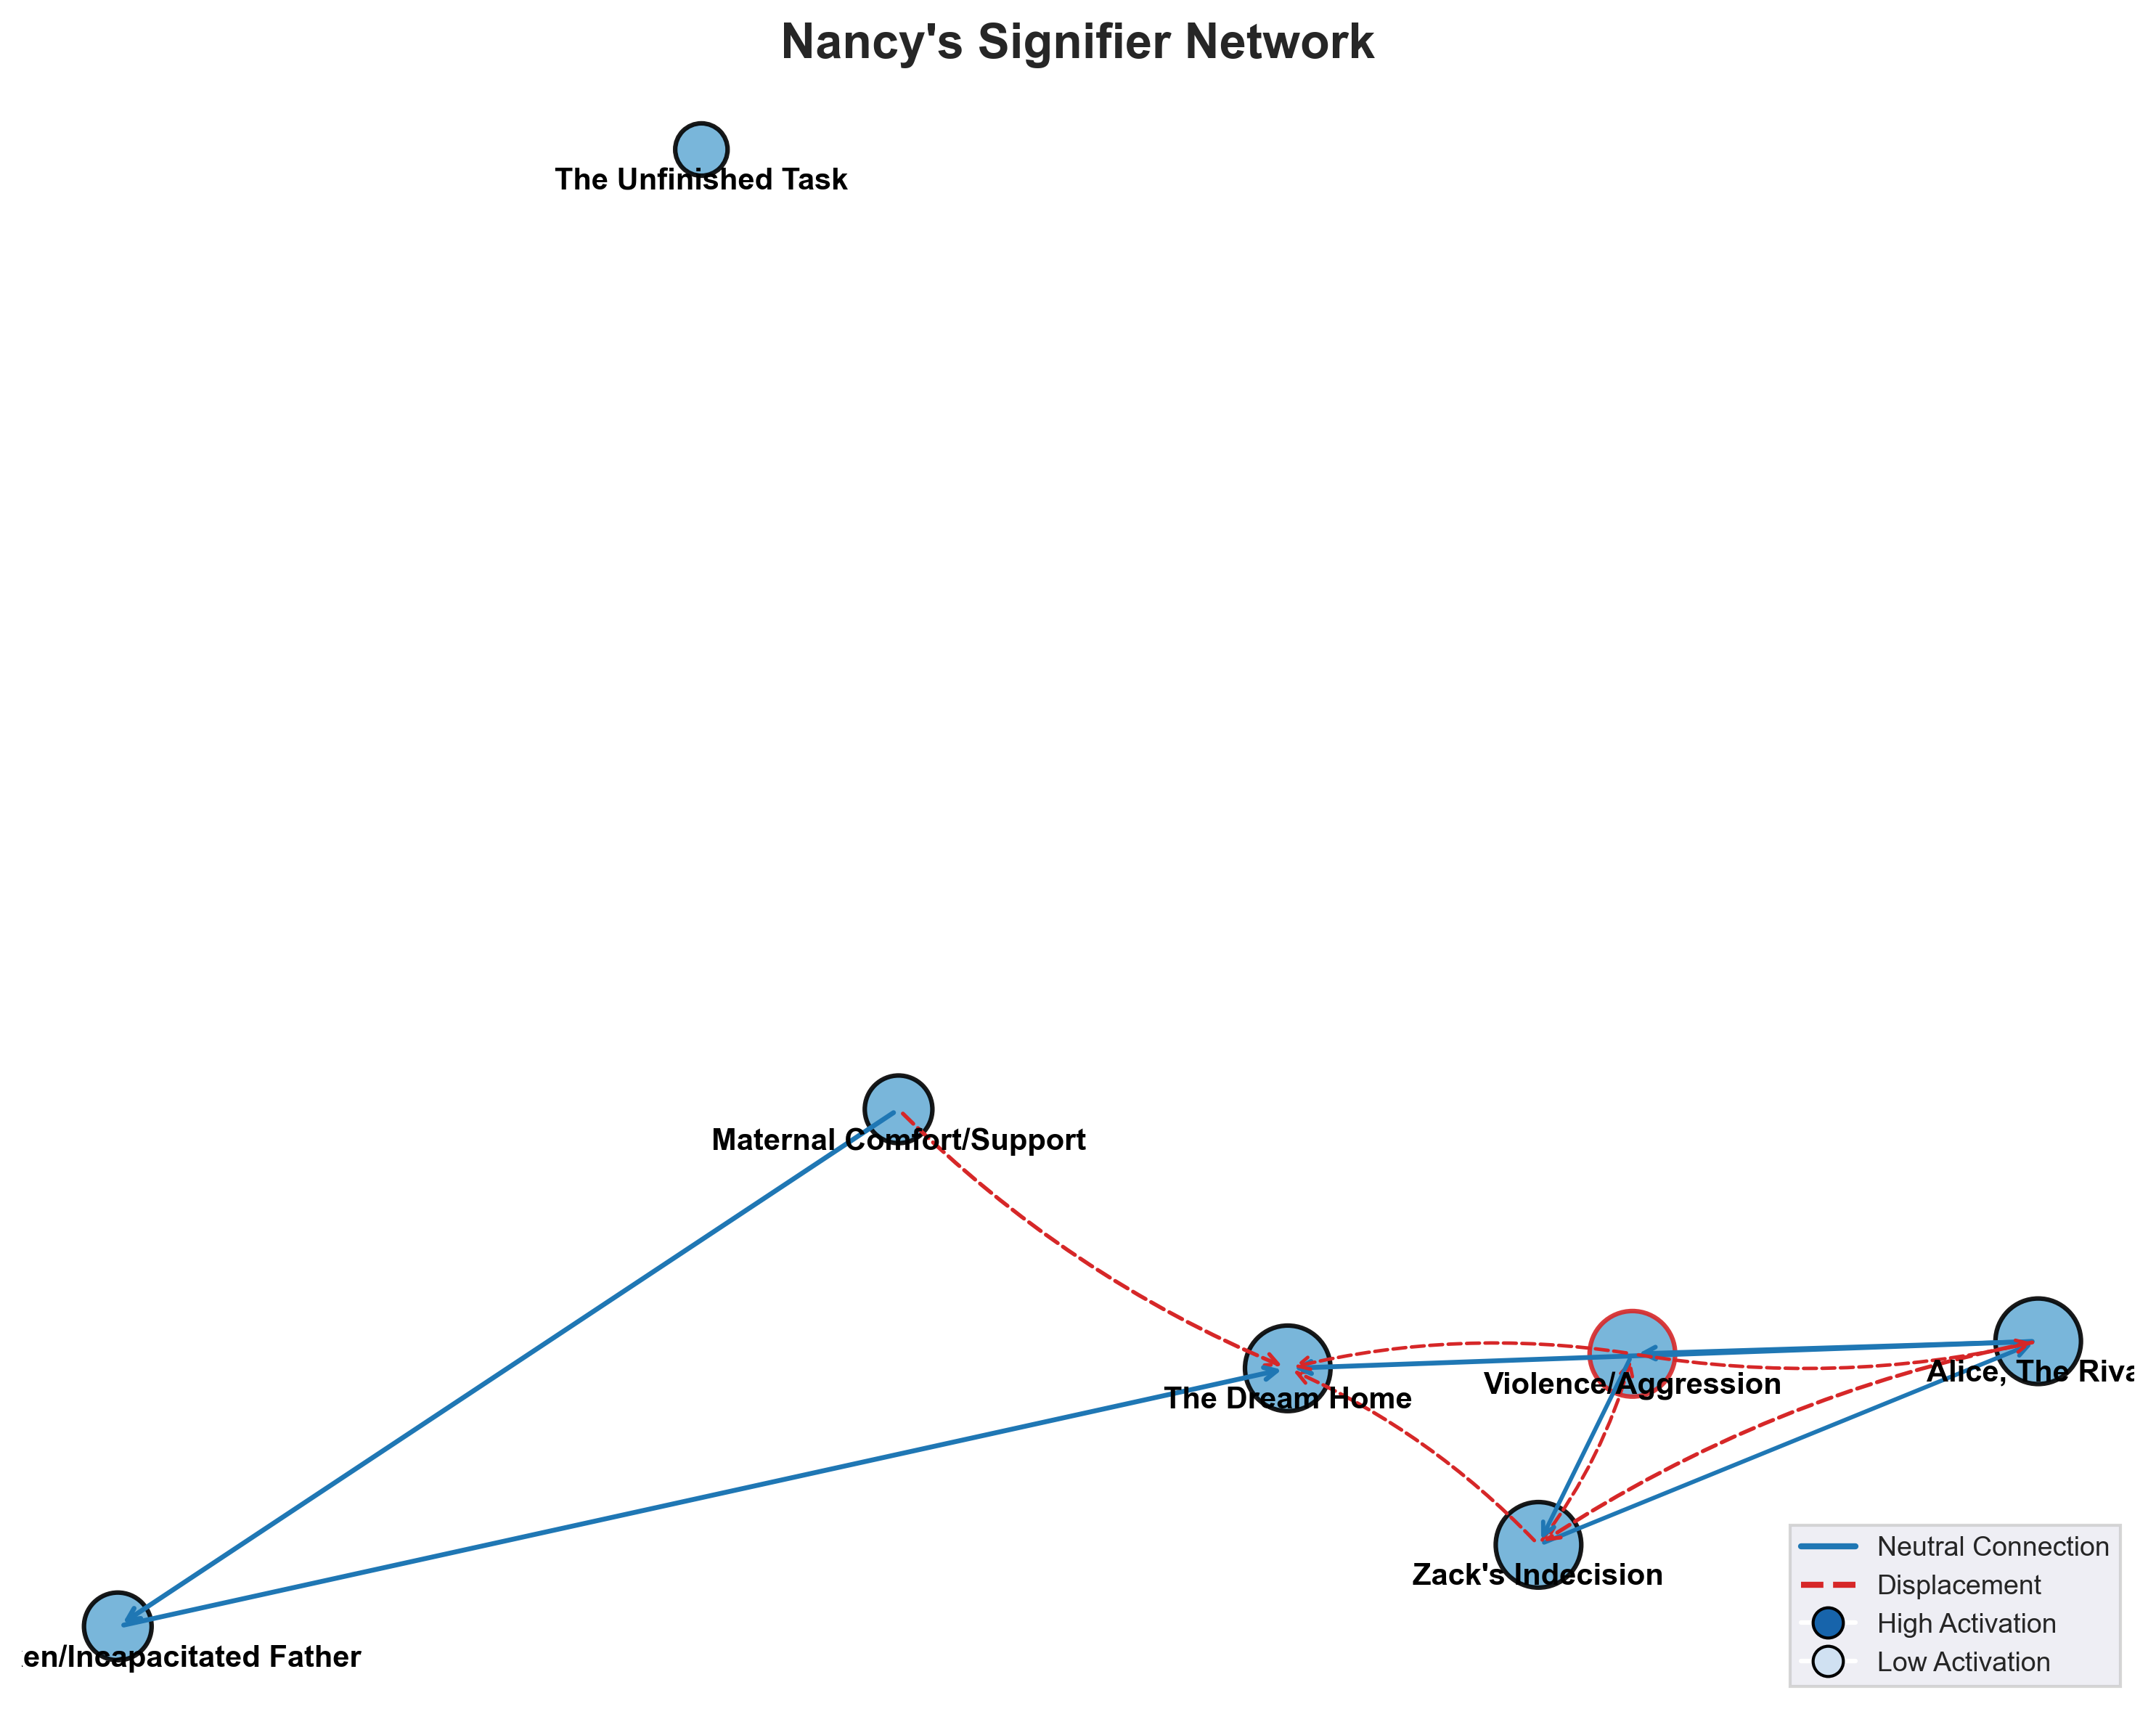 Nancy's Signifier Network
The Unfinished Task
Maternal Comfort/Support
The Dream Home
Violence/Aggression
Alice, The Riva
Zack's Indecision
en/Incapacitated Father
Neutral Connection
Displacement
High Activation
Low Activation